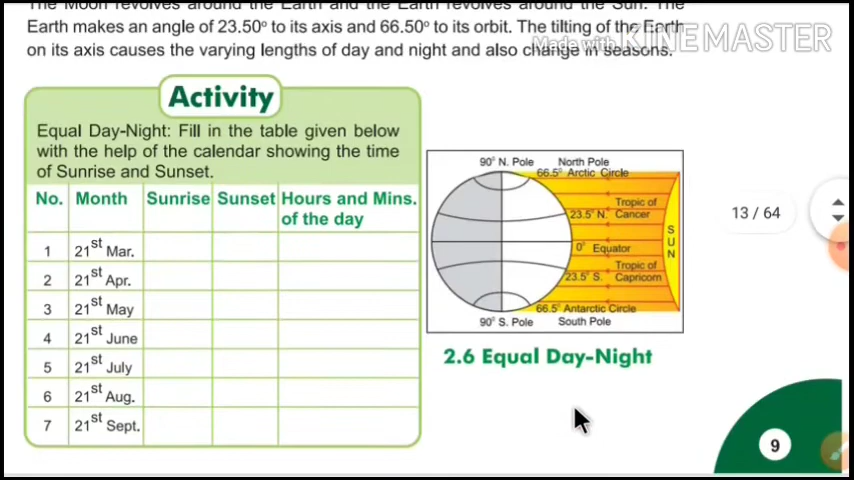 The Moon revolves around the Earth and the Earth revolves around the Sun. The
Earth makes an angle of 23.50° to its axis and 66.50° to its orbit. The tilting of the Earth
on its axis causes the varying lengths of day and night and also change in seasons.
Made with KINEMASTER
Activity
Equal Day-Night: Fill in the table given below
with the help of the calendar showing the time
of Sunrise and Sunset.
No. Month Sunrise Sunset Hours and Mins.
of the day
1 21st Mar.
2 21st Apr.
3 21st May
4 21st June
5 21st July
6 21st Aug.
7 21st Sept.
90° N. Pole North Pole
66.5° Arctic Circle
Tropic of
23.5° N. Cancer
SUN
0° Equator
Tropic of
23.5° S. Capricorn
66.5° Antarctic Circle
90° S. Pole South Pole
2.6 Equal Day-Night
13 / 64
9